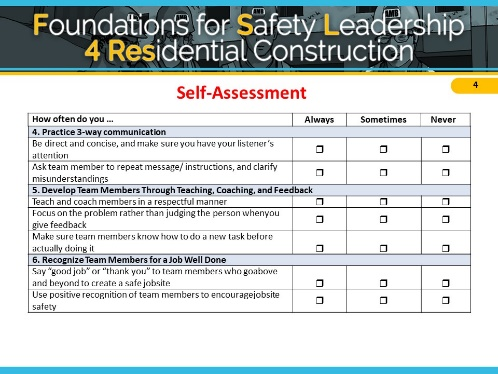 Foundations for Safety Leadership
4 Residential Construction
4
Self-Assessment
How often do you ... Always Sometimes Never
4. Practice 3-way communication
Be direct and concise, and make sure you have your listener's
attention
Ask team member to repeat message/ instructions, and clarify
misunderstandings
5. Develop Team Members Through Teaching, Coaching, and Feedback
Teach and coach members in a respectful manner
Focus on the problem rather than judging the person whenyou
give feedback
Make sure team members know how to do a new task before
actually doing it
6. Recognize Team Members for a Job Well Done
Say "good job" or "thank you" to team members who goabove
and beyond to create a safe jobsite
Use positive recognition of team members to encouragejobsite
safety